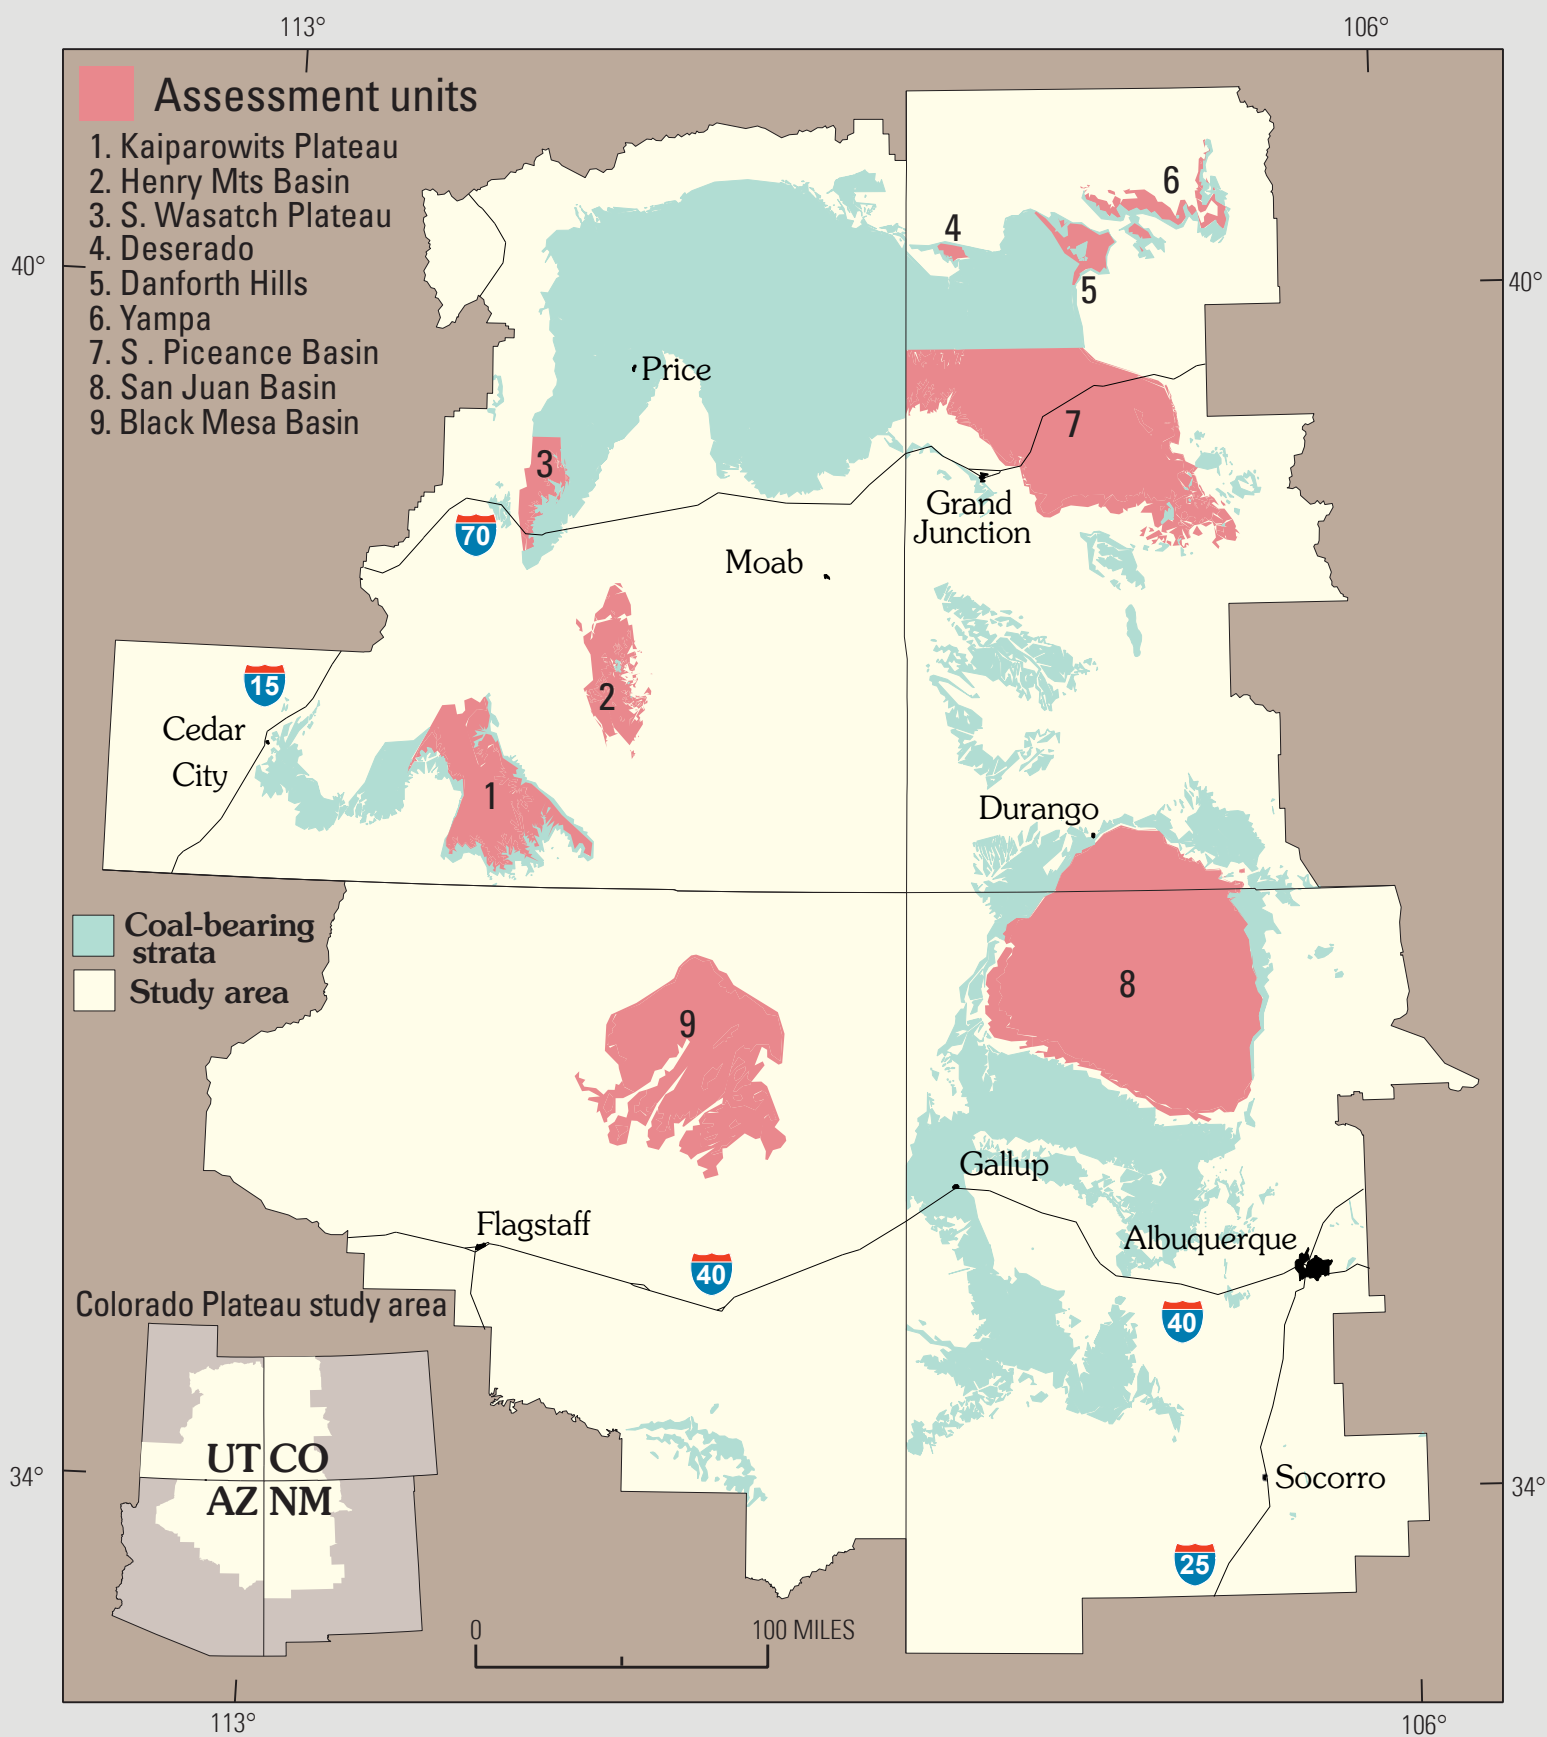 113°
106°
Assessment units
1. Kaiparowits Plateau
2. Henry Mts Basin
3. S. Wasatch Plateau
4. Deserado
5. Danforth Hills
6. Yampa
7. S . Piceance Basin
8. San Juan Basin
9. Black Mesa Basin
40°
40°
6
4
5
Price
7
3
Grand
Junction
70
Moab
15
2
Cedar
City
1
Durango
Coal-bearing
strata
Study area
8
9
Gallup
Flagstaff
Albuquerque
40
40
Colorado Plateau study area
UT CO
AZ NM
34°
34°
Socorro
25
0
100 MILES
113°
106°